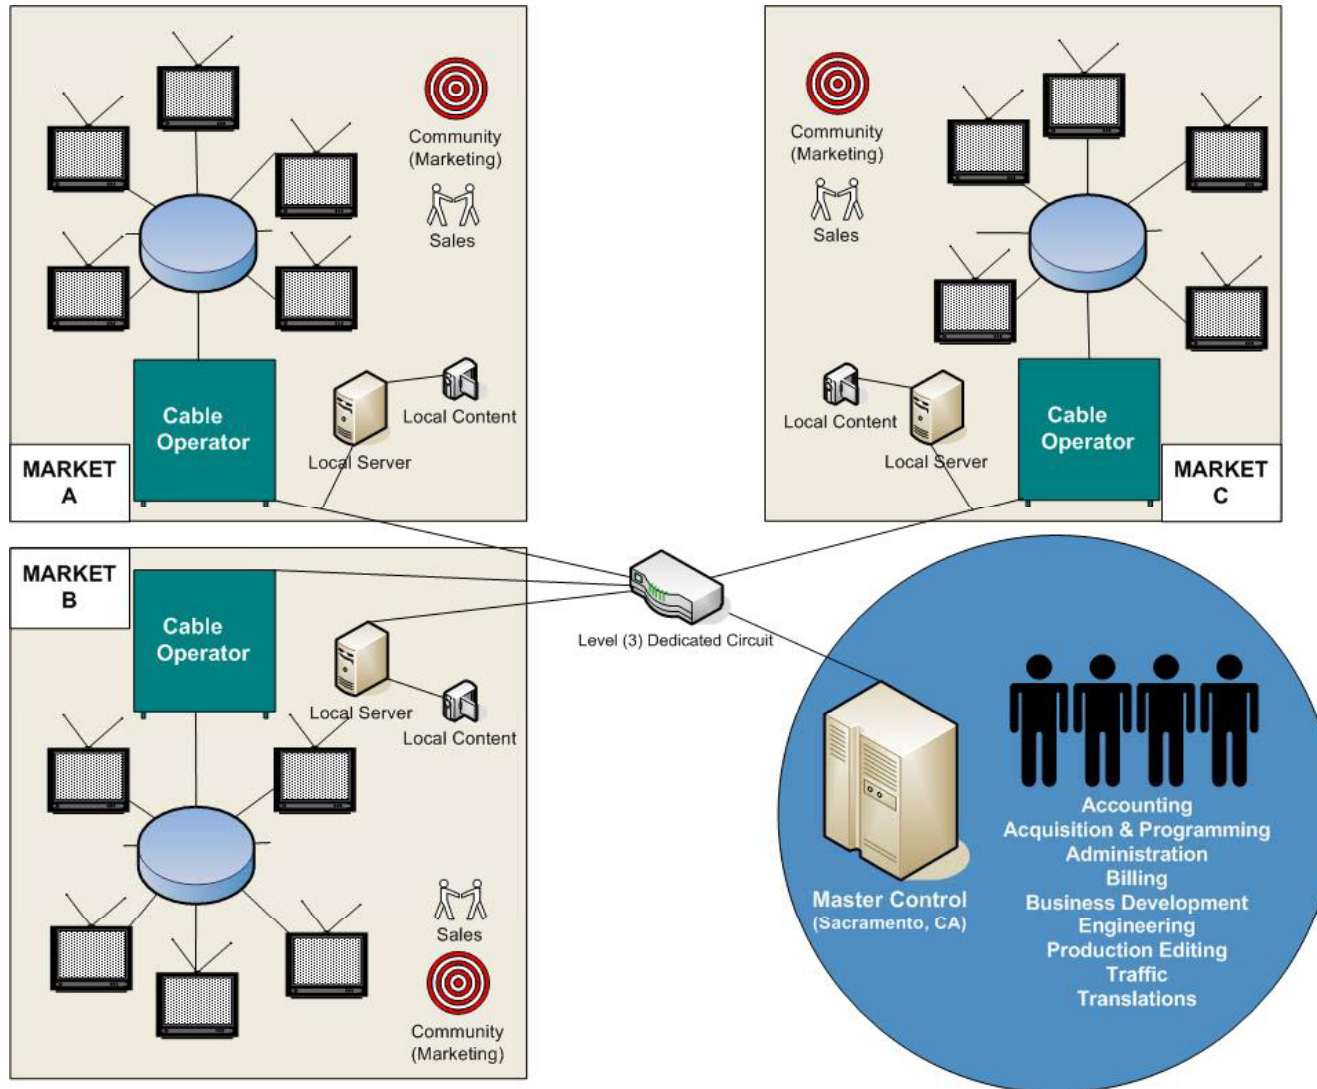 Community
(Marketing)
Sales
Cable
Operator
Local Content
Local Server
MARKET
A
Community
(Marketing)
Sales
Local Content
Local Server
Cable
Operator
MARKET
C
MARKET
B
Cable
Operator
Local Server
Local Content
Sales
Community
(Marketing)
Level (3) Dedicated Circuit
Master Control
(Sacramento, CA)
Accounting
Acquisition & Programming
Administration
Billing
Business Development
Engineering
Production Editing
Traffic
Translations